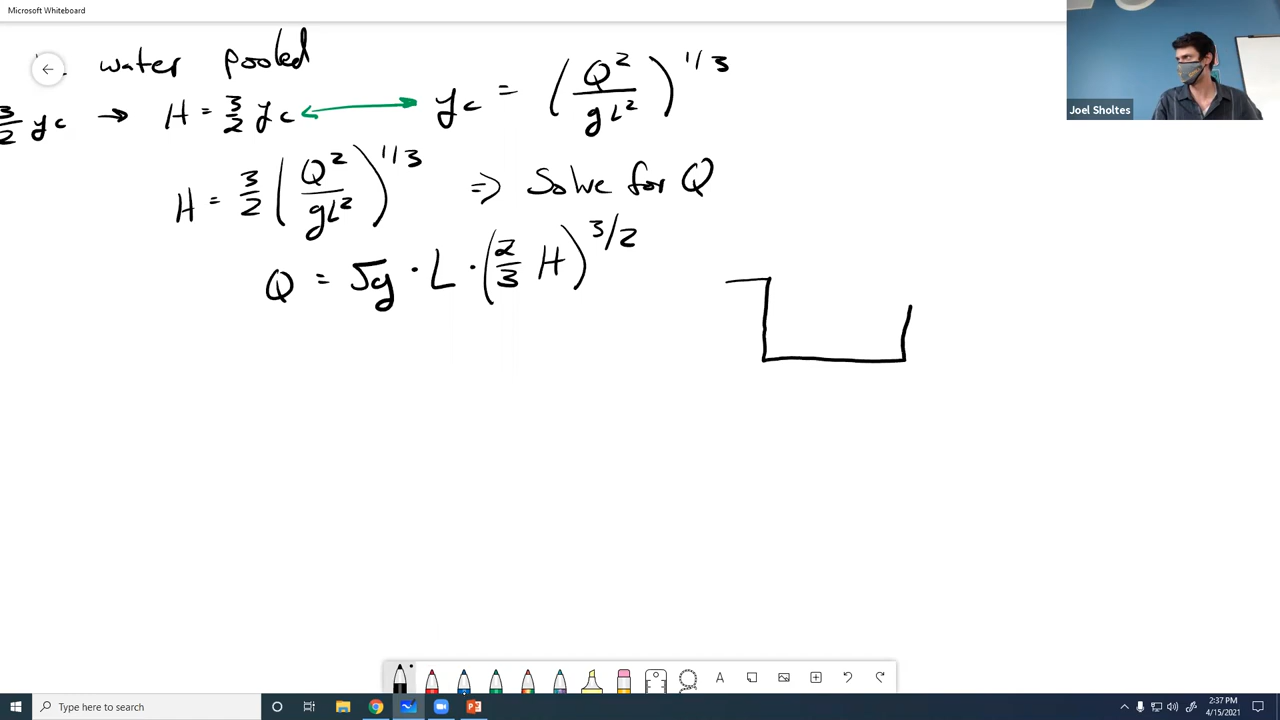 Microsoft Whiteboard
water pooled
3/2 yc → H = 3/2 yc ↔ yc = (Q²/gL²)^1/3
H = 3/2 (Q²/gL²)^1/3 ⇒ Solve for Q
Q = √g · L · (2/3 H)^3/2
Joel Sholtes
A
Type here to search
2:37 PM
4/15/2021